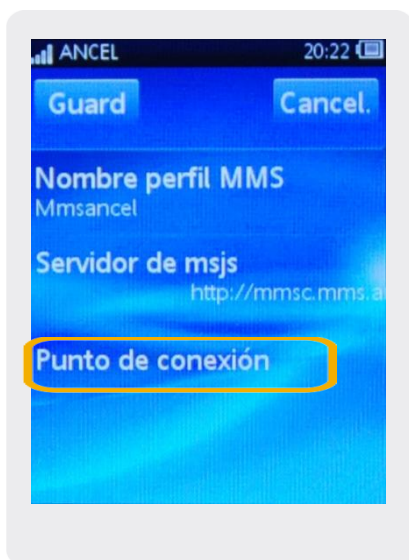 ANCEL 20:22
Guard Cancel.
Nombre perfil MMS
Mmsancel
Servidor de msjs
http://mmsc.mms.a
Punto de conexión